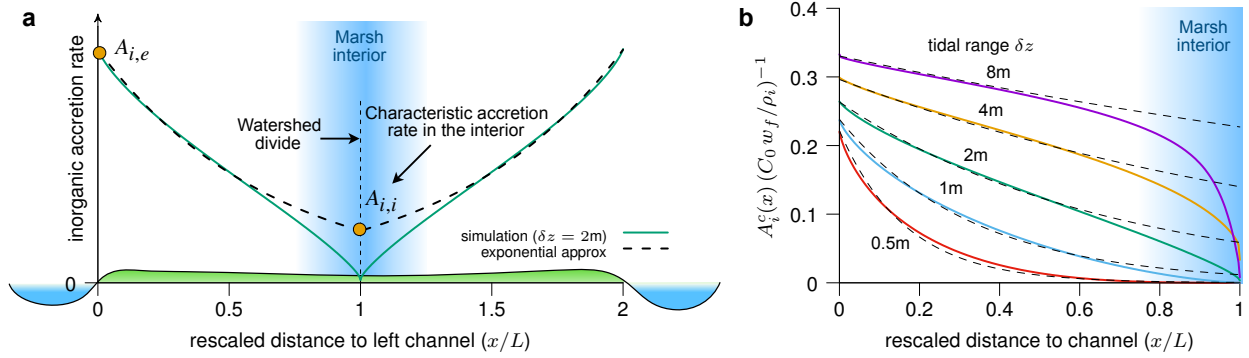 a
inorganic accretion rate
A_{i,e}
Marsh
interior
Watershed
divide
Characteristic accretion
rate in the interior
A_{i,i}
simulation (δz = 2m)
exponential approx
0
0 0.5 1 1.5 2
rescaled distance to left channel (x/L)
b
A_i^c(x) (C_0 w_f/ρ_i)^{-1}
0.4
0.3
0.2
0.1
0
tidal range δz
Marsh
interior
8m
4m
2m
1m
0.5m
0 0.2 0.4 0.6 0.8 1
rescaled distance to channel (x/L)